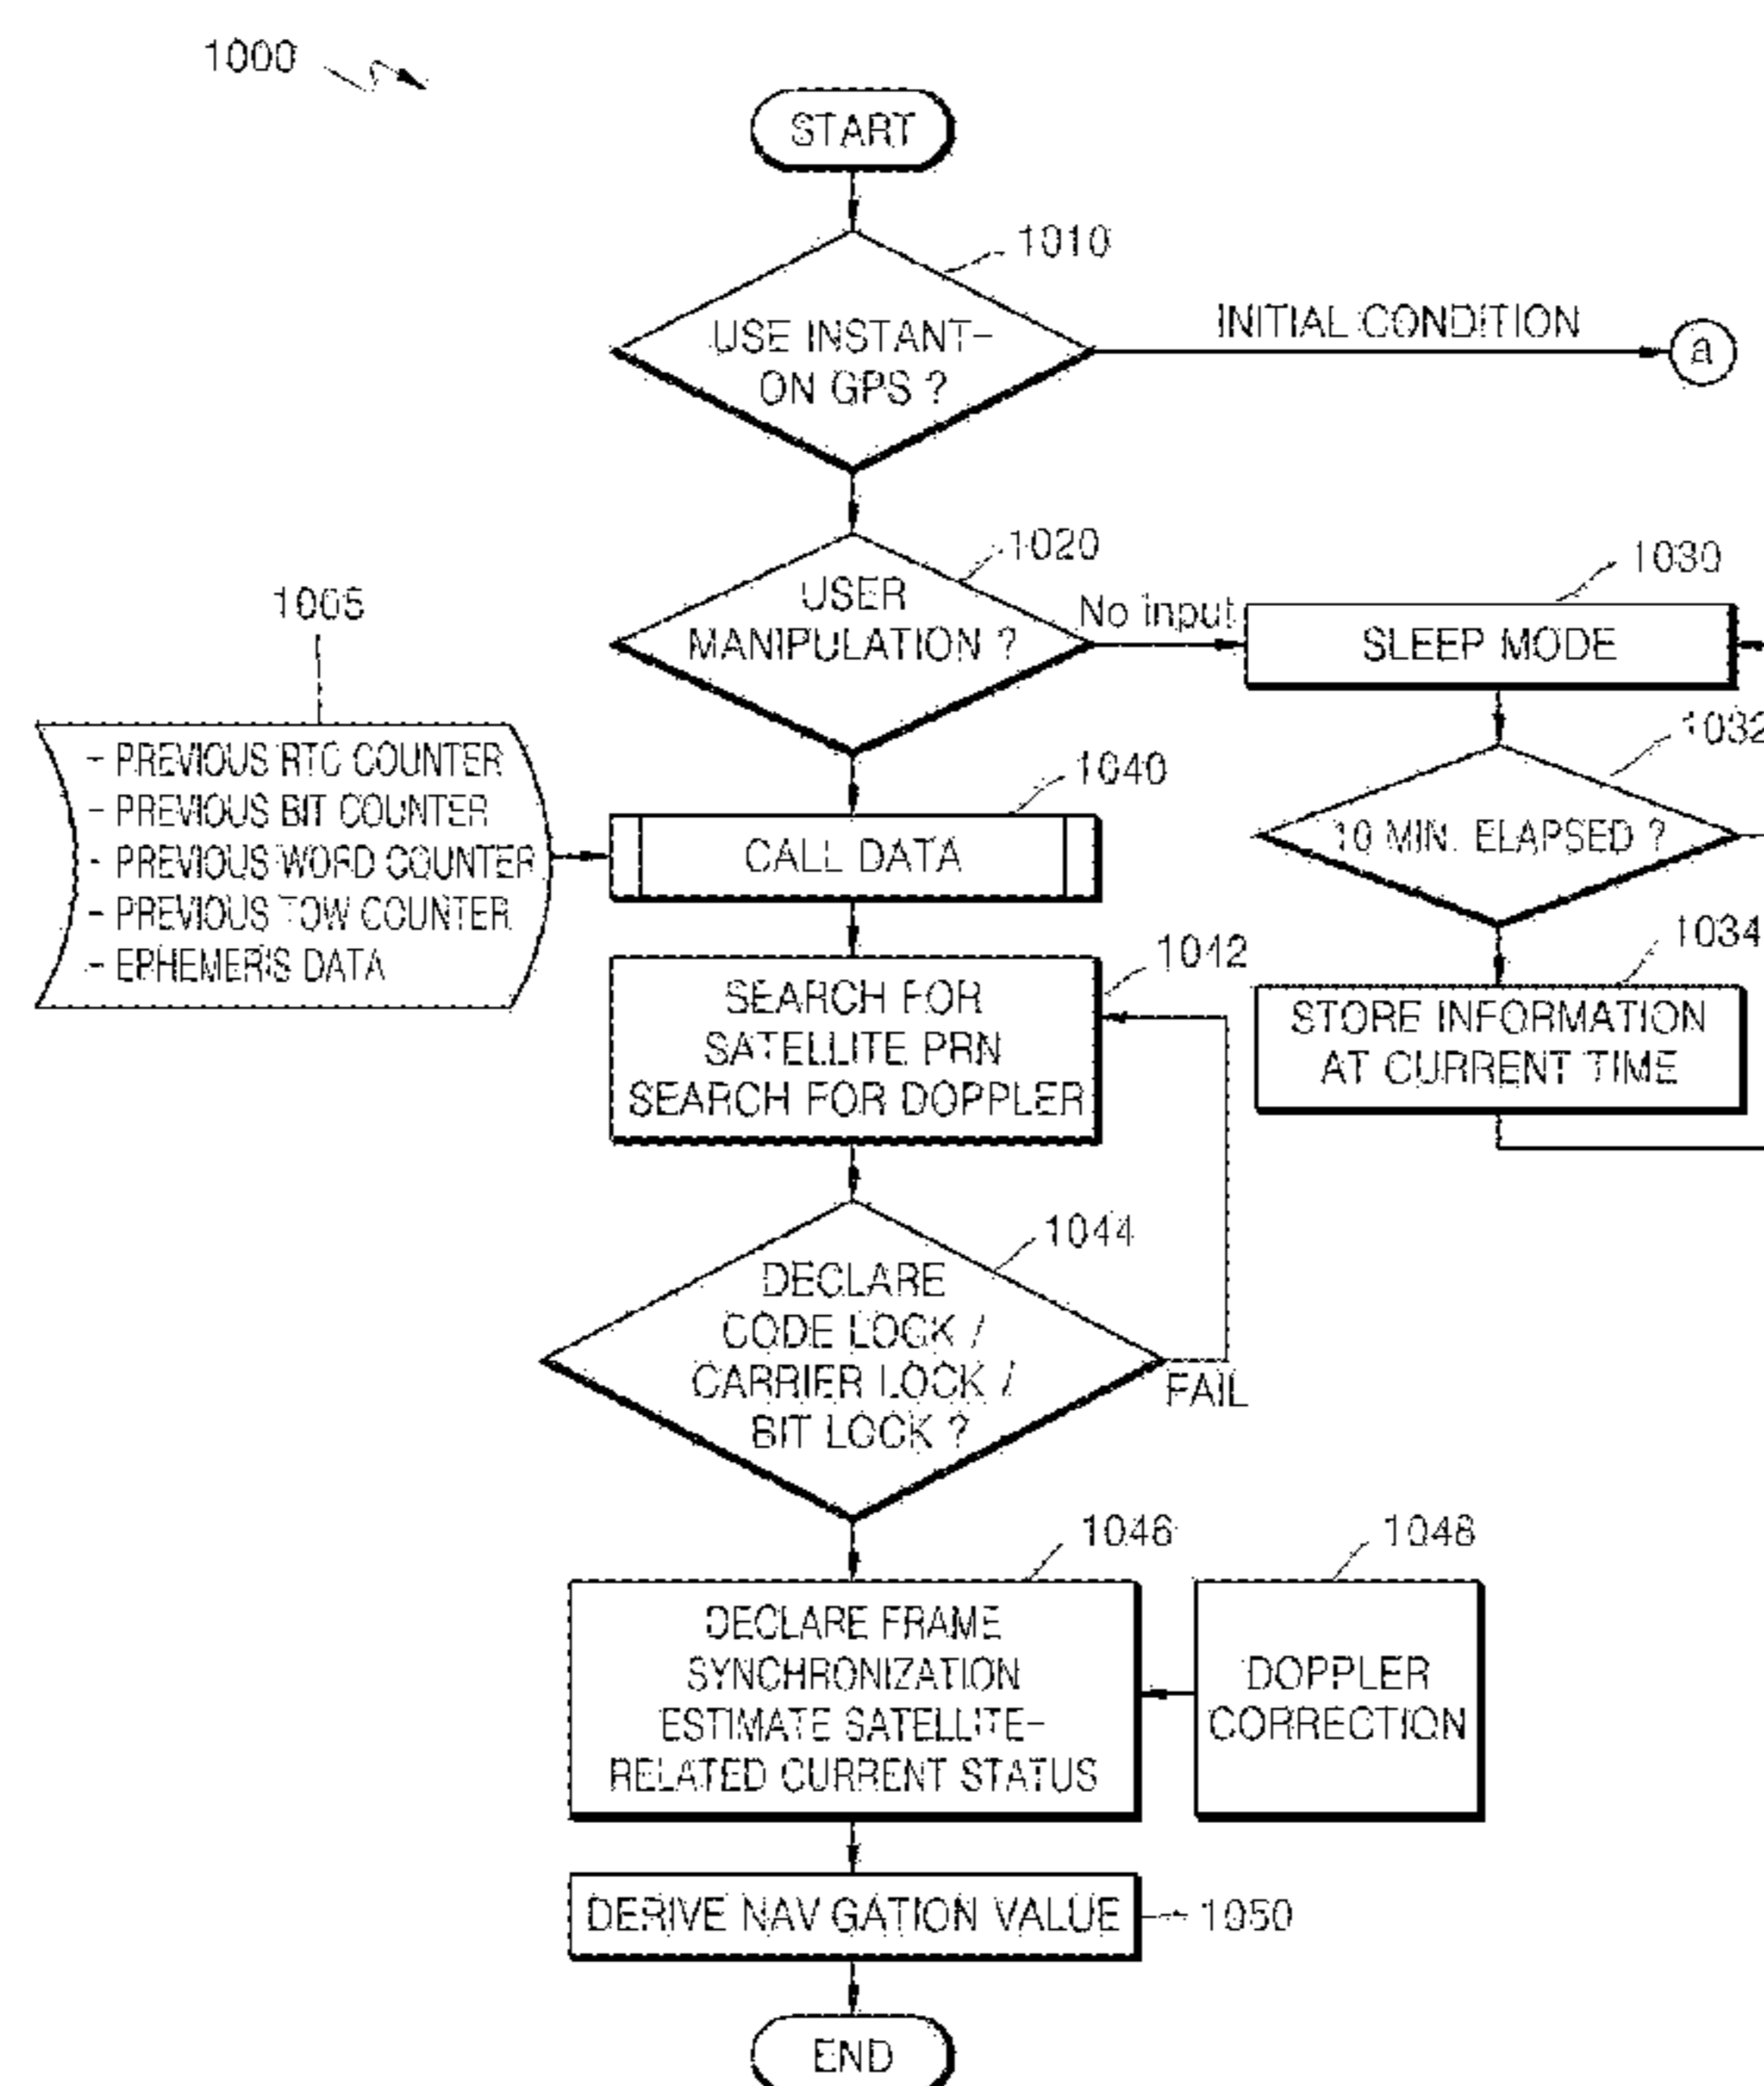 1000
START
1010
USE INSTANT-
ON GPS ?
INITIAL CONDITION
a
1020
USER
MANIPULATION ?
No input
1030
SLEEP MODE
1005
- PREVIOUS RTC COUNTER
- PREVIOUS BIT COUNTER
- PREVIOUS WORD COUNTER
- PREVIOUS TOW COUNTER
- EPHEMERIS DATA
1032
10 MIN. ELAPSED ?
1040
CALL DATA
1034
STORE INFORMATION
AT CURRENT TIME
1042
SEARCH FOR
SATELLITE PRN
SEARCH FOR DOPPLER
1044
DECLARE
CODE LOCK /
CARRIER LOCK /
BIT LOCK ?
FAIL
1046
DECLARE FRAME
SYNCHRONIZATION
ESTIMATE SATELLITE-
RELATED CURRENT STATUS
1048
DOPPLER
CORRECTION
DERIVE NAVIGATION VALUE
1050
END